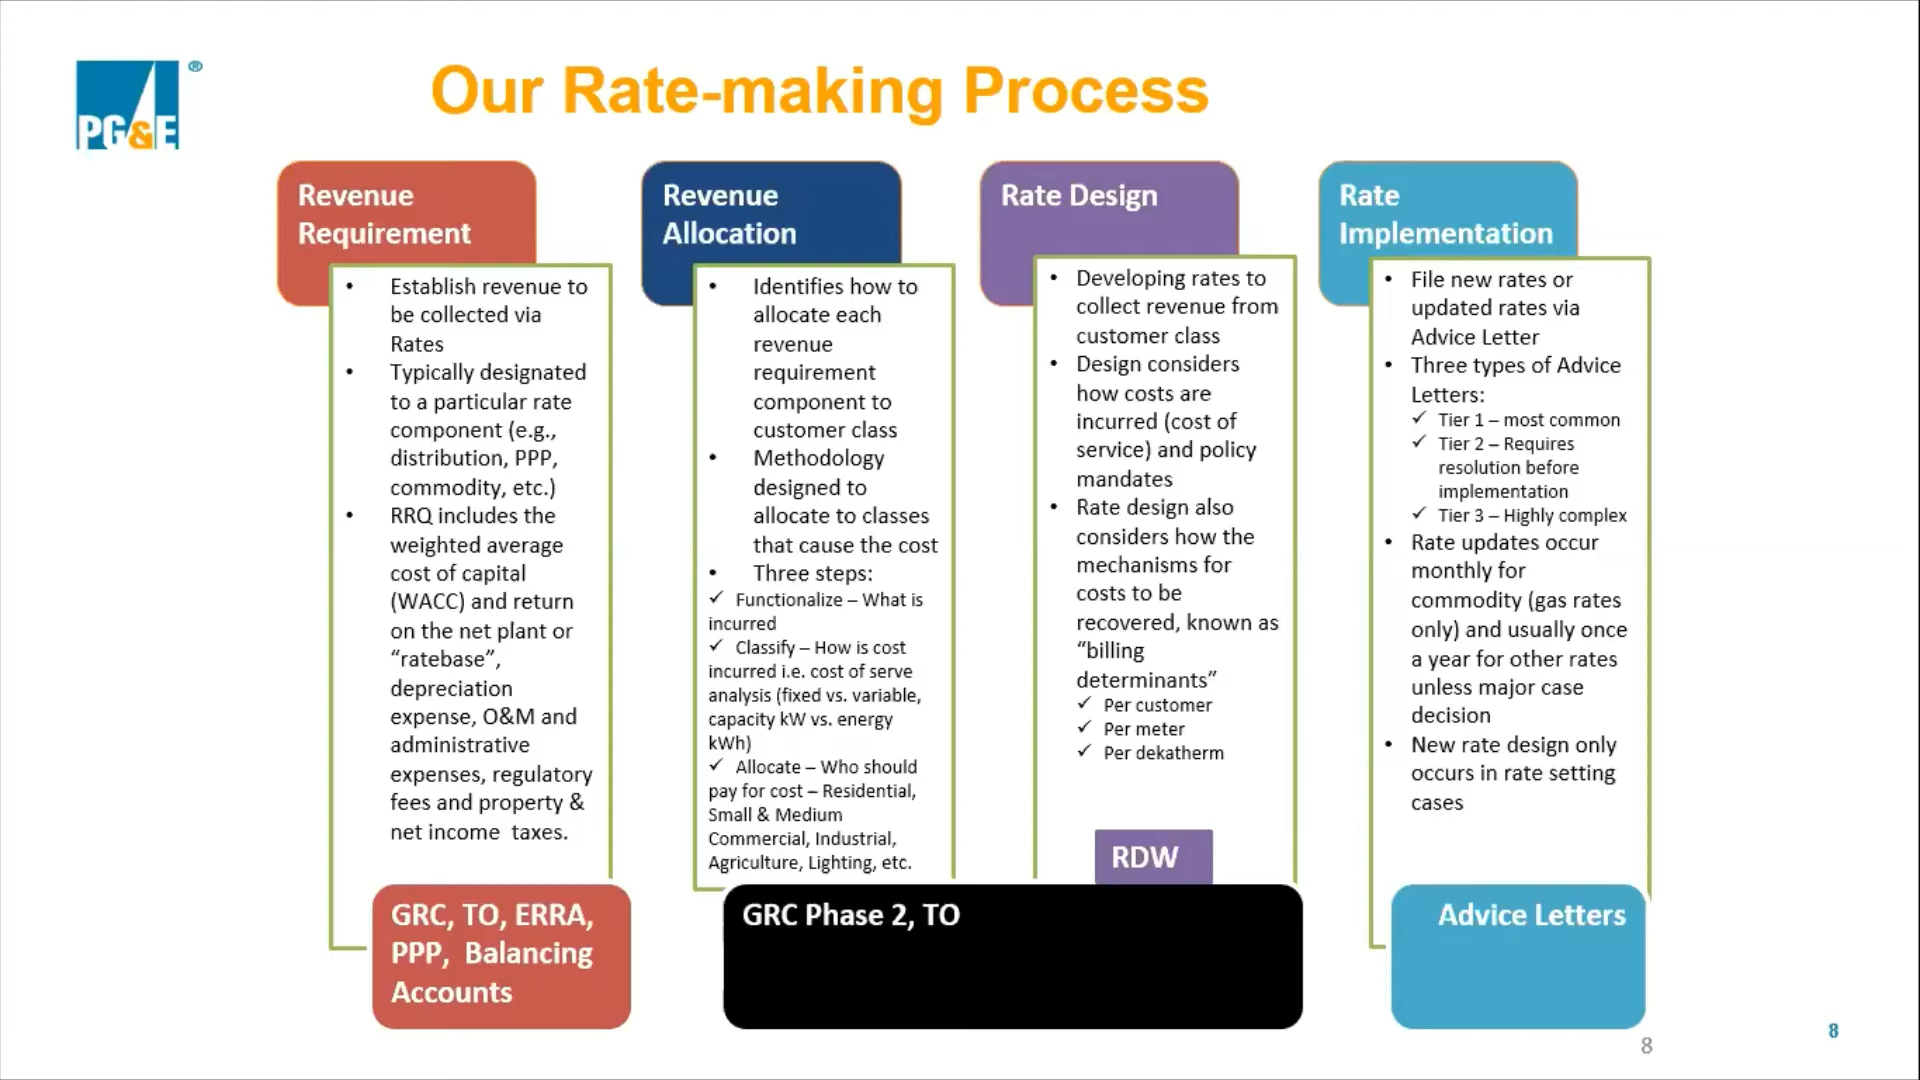 PG&E ®
Our Rate-making Process
Revenue
Requirement
• Establish revenue to
be collected via
Rates
• Typically designated
to a particular rate
component (e.g.,
distribution, PPP,
commodity, etc.)
• RRQ includes the
weighted average
cost of capital
(WACC) and return
on the net plant or
“ratebase”,
depreciation
expense, O&M and
administrative
expenses, regulatory
fees and property &
net income taxes.
GRC, TO, ERRA,
PPP, Balancing
Accounts
Revenue
Allocation
• Identifies how to
allocate each
revenue
requirement
component to
customer class
• Methodology
designed to
allocate to classes
that cause the cost
• Three steps:
✓ Functionalize – What is
incurred
✓ Classify – How is cost
incurred i.e. cost of serve
analysis (fixed vs. variable,
capacity kW vs. energy
kWh)
✓ Allocate – Who should
pay for cost – Residential,
Small & Medium
Commercial, Industrial,
Agriculture, Lighting, etc.
Rate Design
• Developing rates to
collect revenue from
customer class
• Design considers
how costs are
incurred (cost of
service) and policy
mandates
• Rate design also
considers how the
mechanisms for
costs to be
recovered, known as
“billing
determinants”
✓ Per customer
✓ Per meter
✓ Per dekatherm
RDW
GRC Phase 2, TO
Rate
Implementation
• File new rates or
updated rates via
Advice Letter
• Three types of Advice
Letters:
✓ Tier 1 – most common
✓ Tier 2 – Requires
resolution before
implementation
✓ Tier 3 – Highly complex
• Rate updates occur
monthly for
commodity (gas rates
only) and usually once
a year for other rates
unless major case
decision
• New rate design only
occurs in rate setting
cases
Advice Letters
8
8